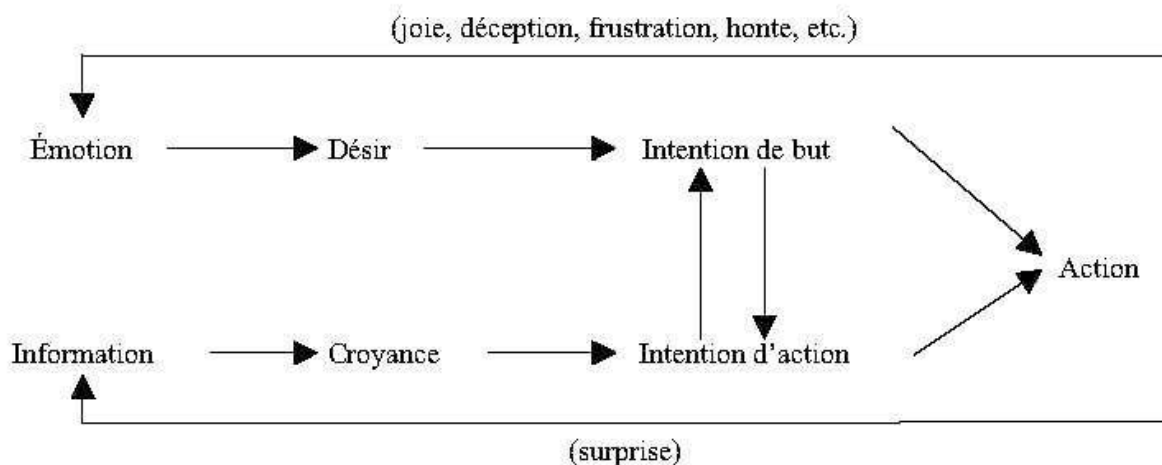 (joie, déception, frustration, honte, etc.)
Émotion Désir Intention de but
Action
Information Croyance Intention d'action
(surprise)